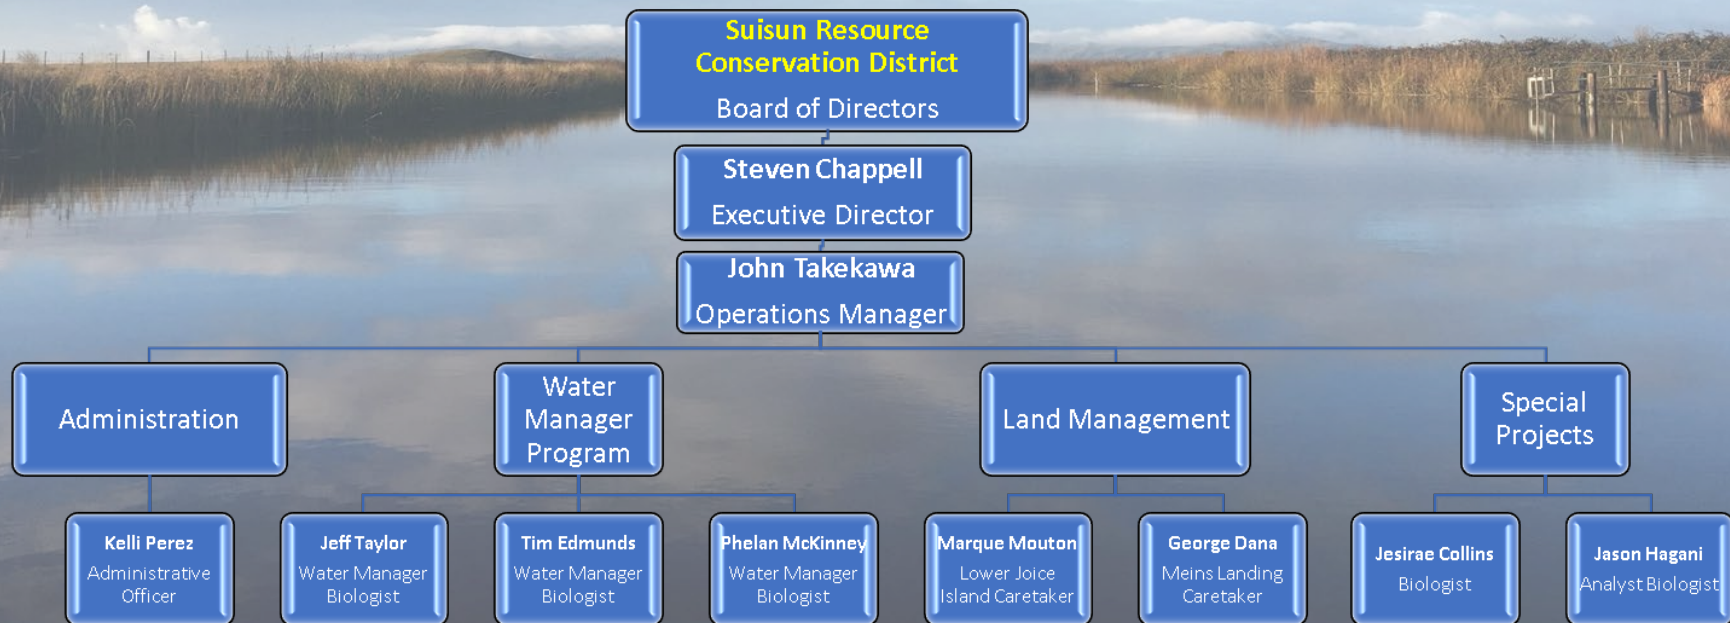 Suisun Resource
Conservation District
Board of Directors
Steven Chappell
Executive Director
John Takekawa
Operations Manager
Administration
Water
Manager
Program
Land Management
Special
Projects
Kelli Perez
Administrative
Officer
Jeff Taylor
Water Manager
Biologist
Tim Edmunds
Water Manager
Biologist
Phelan McKinney
Water Manager
Biologist
Marque Mouton
Lower Joice
Island Caretaker
George Dana
Meins Landing
Caretaker
Jesirae Collins
Biologist
Jason Hagani
Analyst Biologist